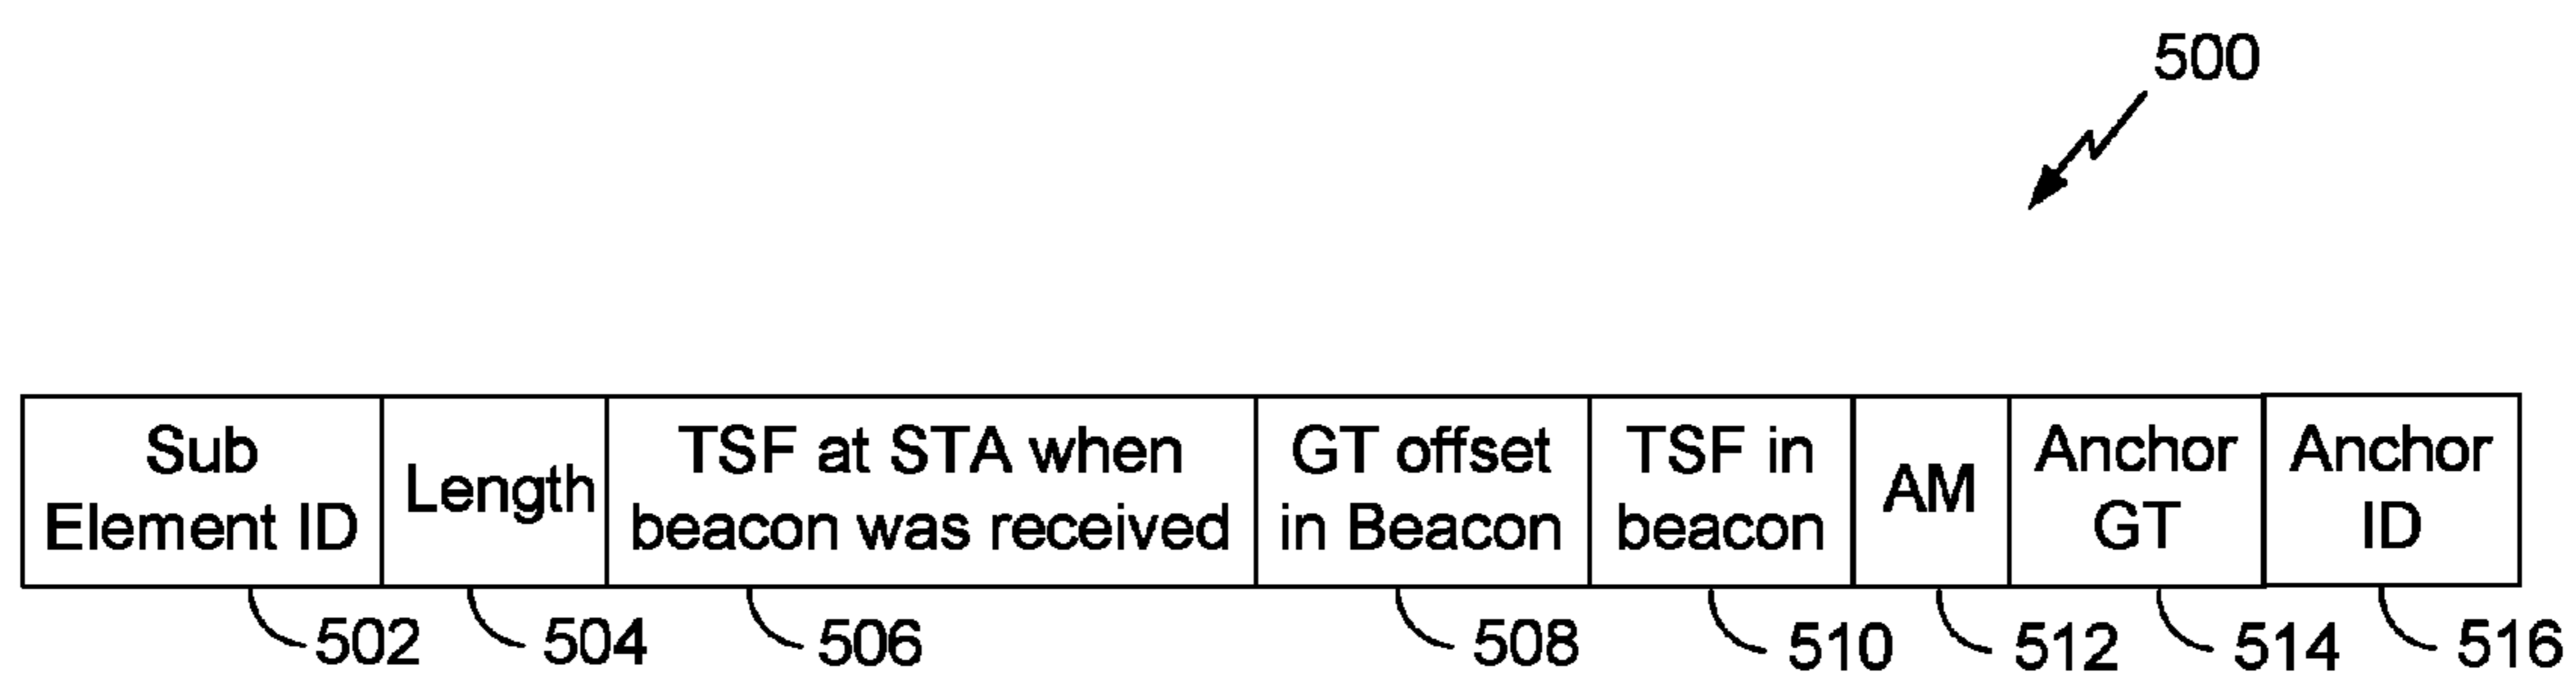 500
Sub
Element ID
Length
TSF at STA when
beacon was received
GT offset
in Beacon
TSF in
beacon
AM
Anchor
GT
Anchor
ID
502
504
506
508
510
512
514
516